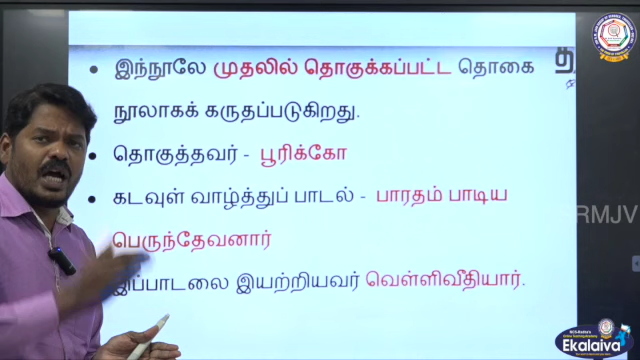 • இந்நூலே முதலில் தொகுக்கப்பட்ட தொகை
நூலாகக் கருதப்படுகிறது.
• தொகுத்தவர் - பூரிக்கோ
• கடவுள் வாழ்த்துப் பாடல் - பாரதம் பாடிய
பெருந்தேவனார்
இப்பாடலை இயற்றியவர் வெள்ளிவீதியார்.
த
SRMJV
Ekalaiva